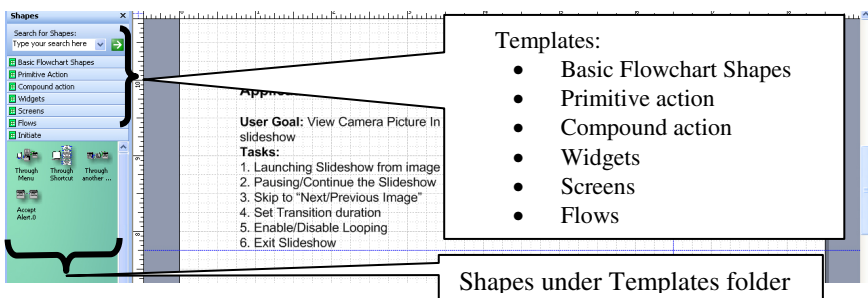 Shapes
Search for Shapes:
Type your search here
Basic Flowchart Shapes
Primitive Action
Compound action
Widgets
Screens
Flows
Initiate
Through Menu
Through Shortcut
Through another ...
Accept Alert.0
User Goal: View Camera Picture In
slideshow
Tasks:
1. Launching Slideshow from image
2. Pausing/Continue the Slideshow
3. Skip to “Next/Previous Image”
4. Set Transition duration
5. Enable/Disable Looping
6. Exit Slideshow
Templates:
• Basic Flowchart Shapes
• Primitive action
• Compound action
• Widgets
• Screens
• Flows
Shapes under Templates folder